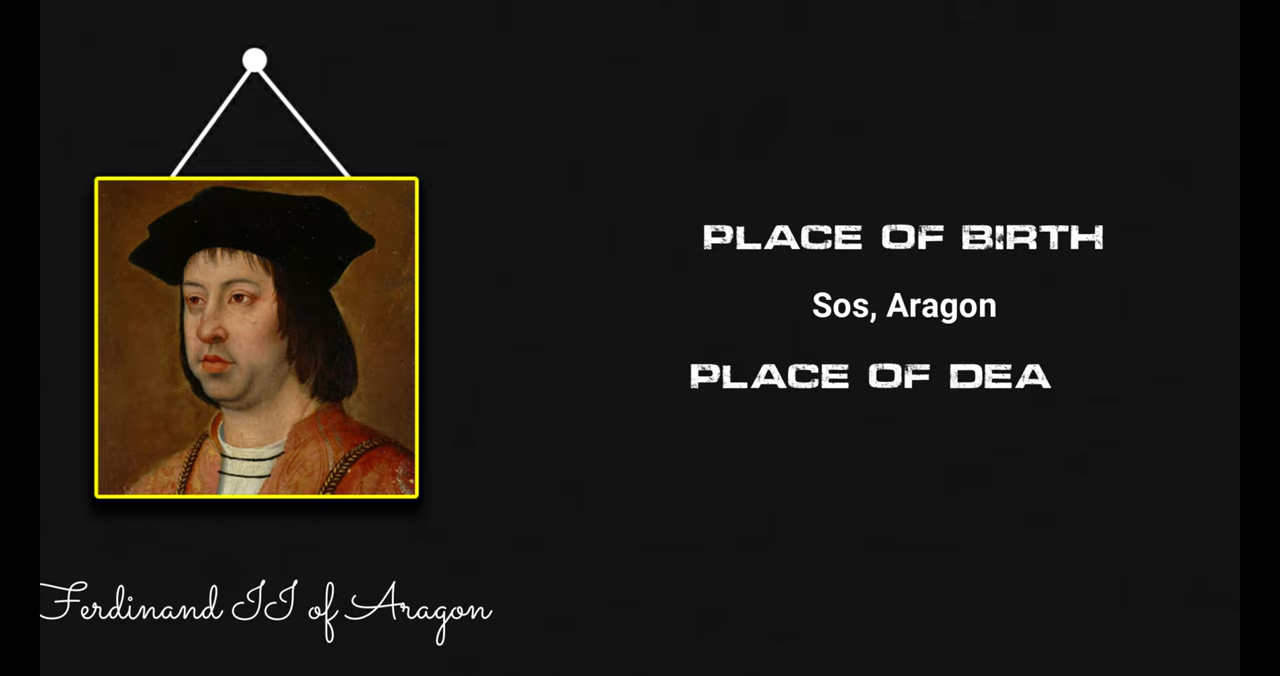 PLACE OF BIRTH
Sos, Aragon
PLACE OF DEA
Ferdinand II of Aragon